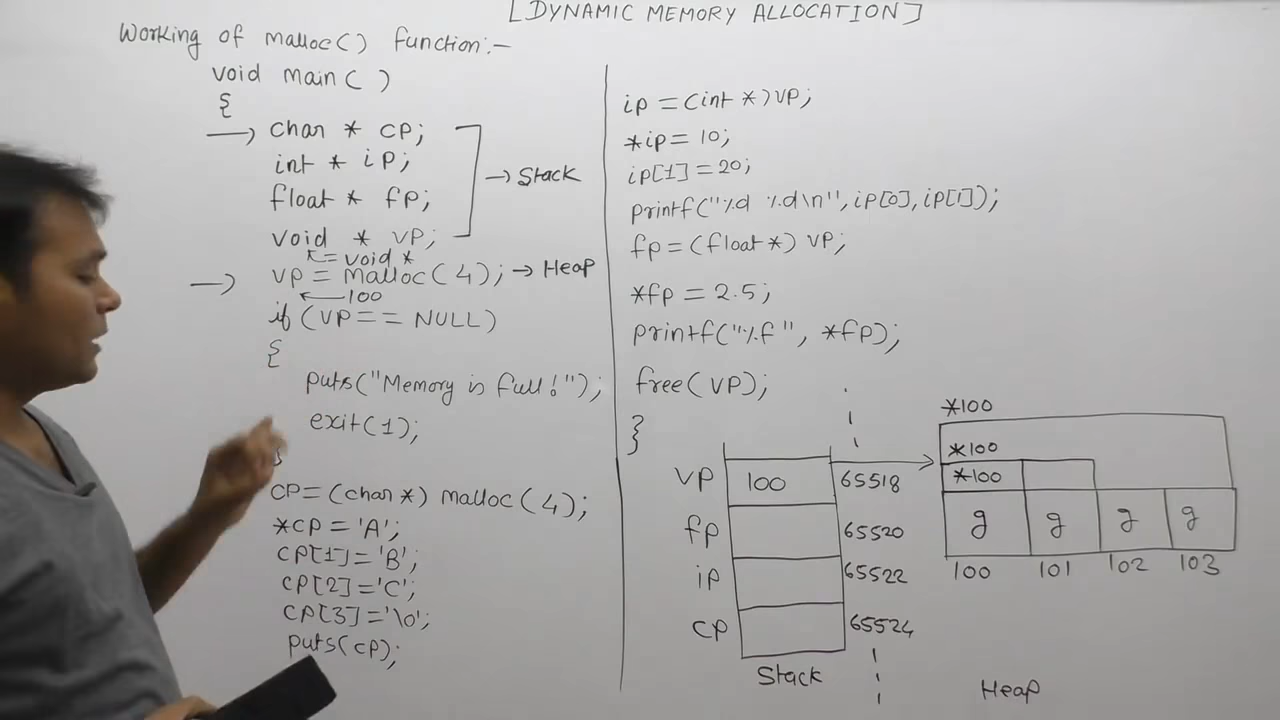 [DYNAMIC MEMORY ALLOCATION]
Working of malloc() function:-
void main( )
{
char * cp;
int * ip;
float * fp;
void * vp;
→ Stack
= void *
vp = malloc(4); → Heap
100
if (vp == NULL)
{
puts("Memory is full!");
exit(1);
}
cp=(char*) malloc(4);
*cp = 'A';
cp[1]='B';
cp[2]='C';
cp[3]='\0';
puts(cp);
ip = (int *)vp;
*ip = 10;
ip[1] = 20;
printf("%d %d\n", ip[0], ip[1]);
fp = (float*) vp;
*fp = 2.5;
printf("%f", *fp);
free(vp);
}
vp 100 65518
fp 65520
ip 65522
cp 65524
Stack
*100
*100
*100
g g g g
100 101 102 103
Heap